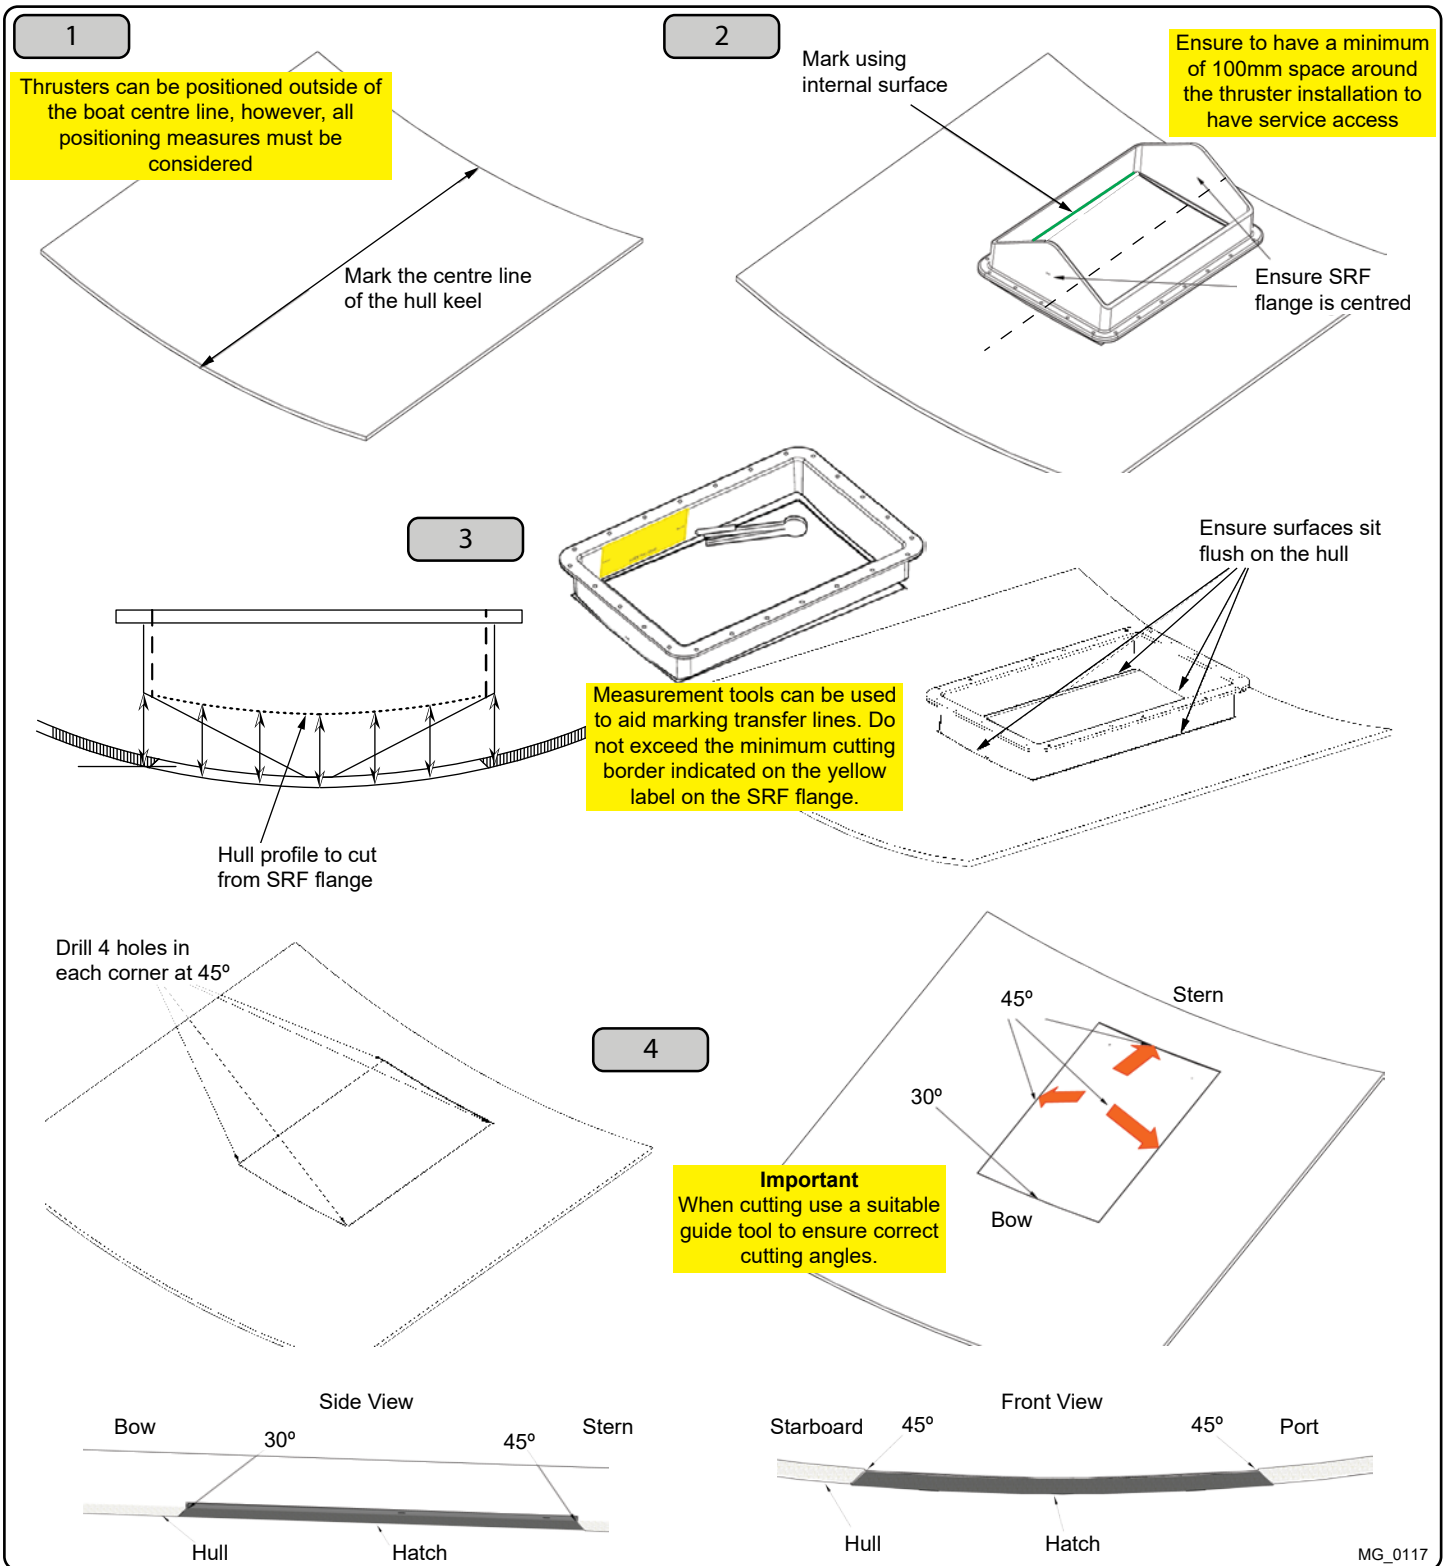 1
Thrusters can be positioned outside of
the boat centre line, however, all
positioning measures must be
considered
Mark the centre line
of the hull keel
2
Mark using
internal surface
Ensure to have a minimum
of 100mm space around
the thruster installation to
have service access
Ensure SRF
flange is centred
3
Hull profile to cut
from SRF flange
Measurement tools can be used
to aid marking transfer lines. Do
not exceed the minimum cutting
border indicated on the yellow
label on the SRF flange.
Ensure surfaces sit
flush on the hull
Drill 4 holes in
each corner at 45º
4
45º
Stern
30º
Bow
Important
When cutting use a suitable
guide tool to ensure correct
cutting angles.
Side View
Bow
30º
45º
Stern
Hull
Hatch
Front View
Starboard
45º
45º
Port
Hull
Hatch
MG_0117